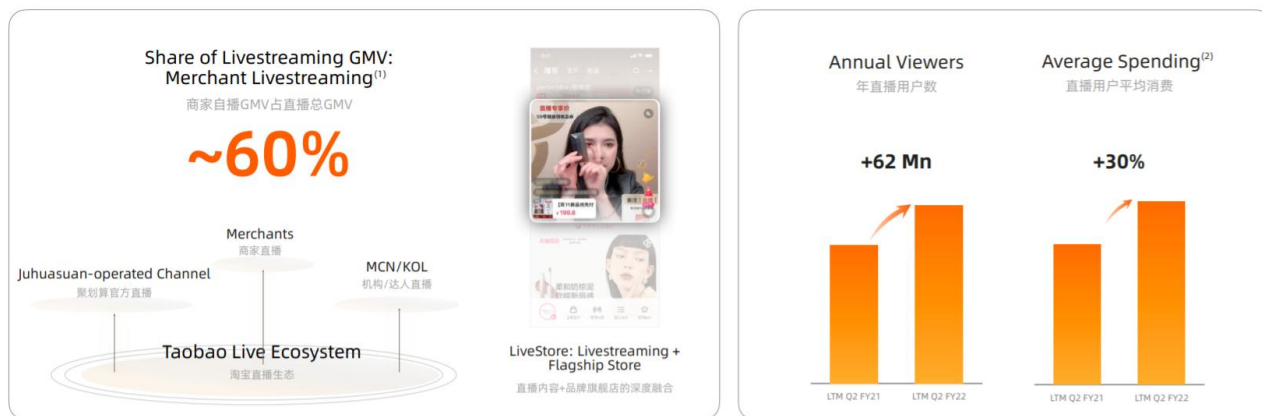 Share of Livestreaming GMV:
Merchant Livestreaming(1)
商家自播GMV占直播总GMV
~60%
Merchants
商家直播
Juhuasuan-operated Channel
聚划算官方直播
MCN/KOL
机构/达人直播
Taobao Live Ecosystem
淘宝直播生态
直播专享价
LiveStore: Livestreaming +
Flagship Store
直播内容+品牌旗舰店的深度融合
Annual Viewers
年直播用户数
+62 Mn
LTM Q2 FY21
LTM Q2 FY22
Average Spending(2)
直播用户平均消费
+30%
LTM Q2 FY21
LTM Q2 FY22